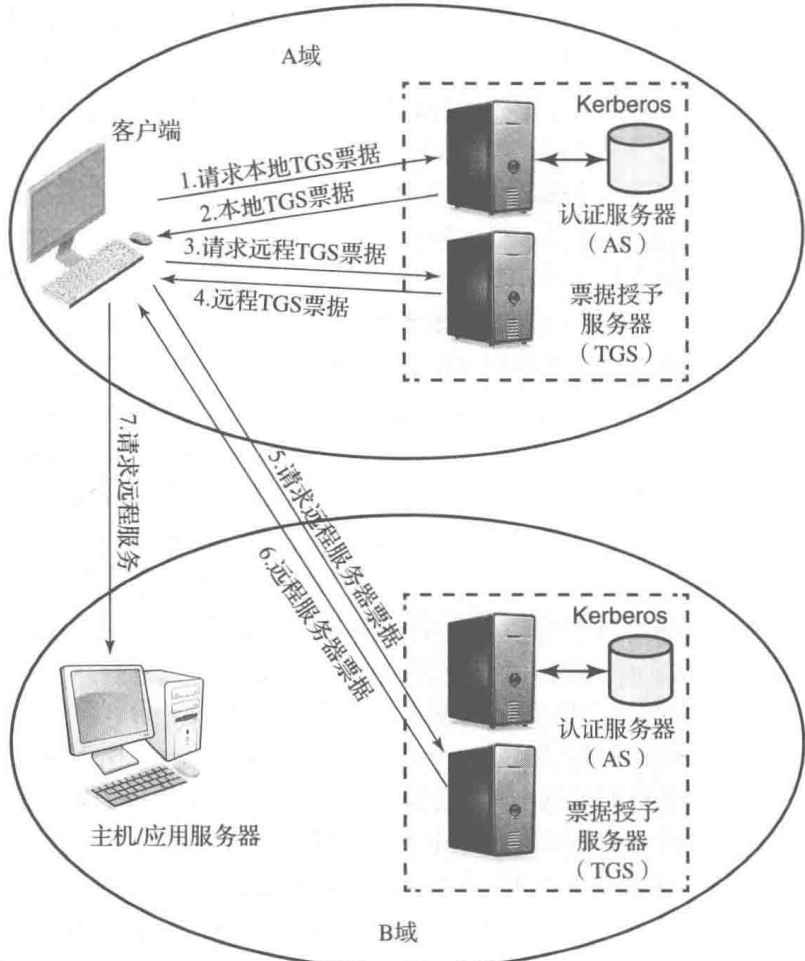 A域
客户端
Kerberos
1.请求本地TGS票据
2.本地TGS票据
认证服务器
（AS）
3.请求远程TGS票据
4.远程TGS票据
票据授予
服务器
（TGS）
7.请求远程服务
5.请求远程服务器票据
6.远程服务器票据
Kerberos
认证服务器
（AS）
主机/应用服务器
票据授予
服务器
（TGS）
B域